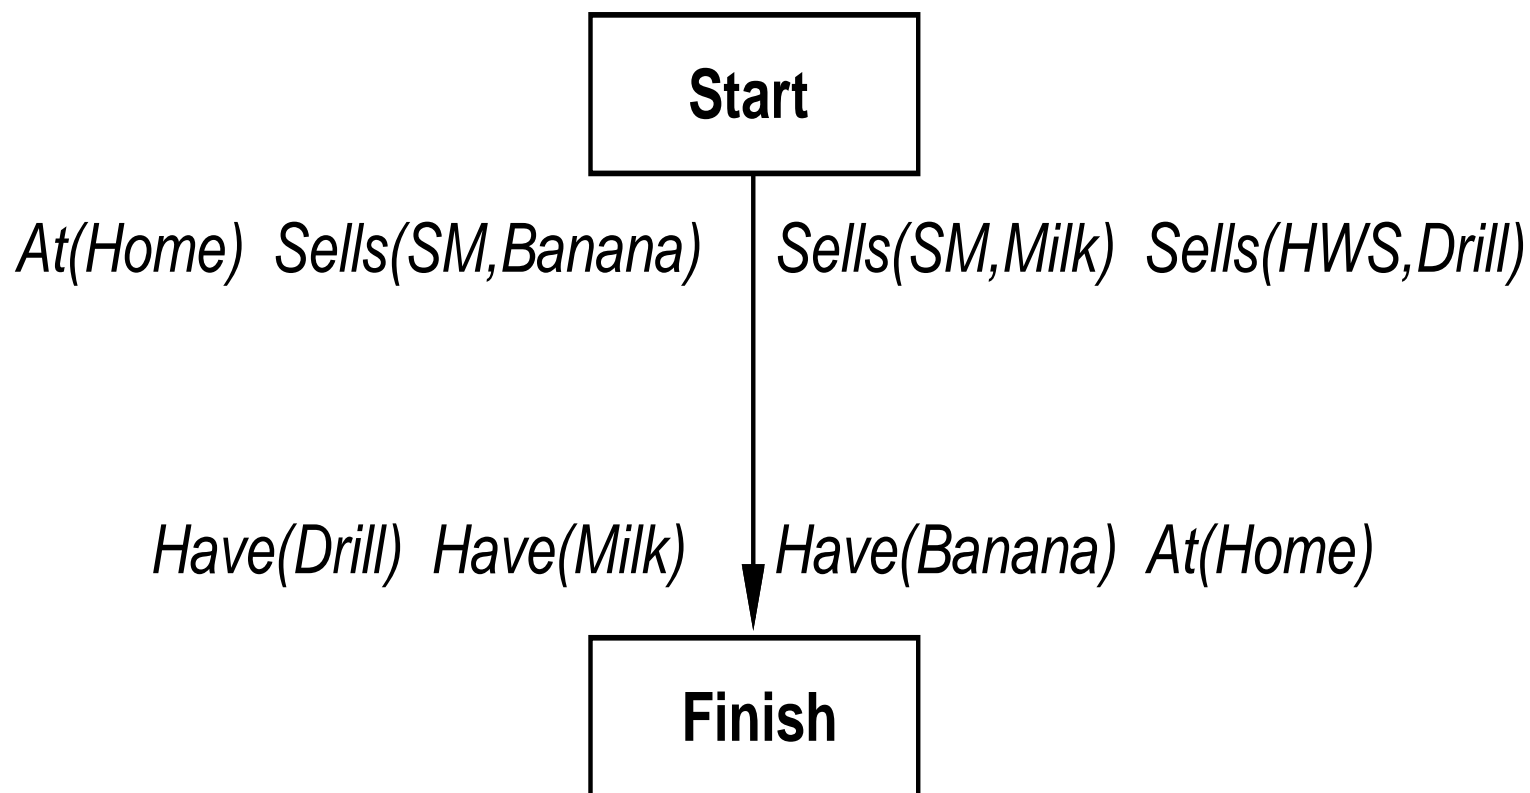 Start
At(Home) Sells(SM,Banana) Sells(SM,Milk) Sells(HWS,Drill)
Have(Drill) Have(Milk) Have(Banana) At(Home)
Finish